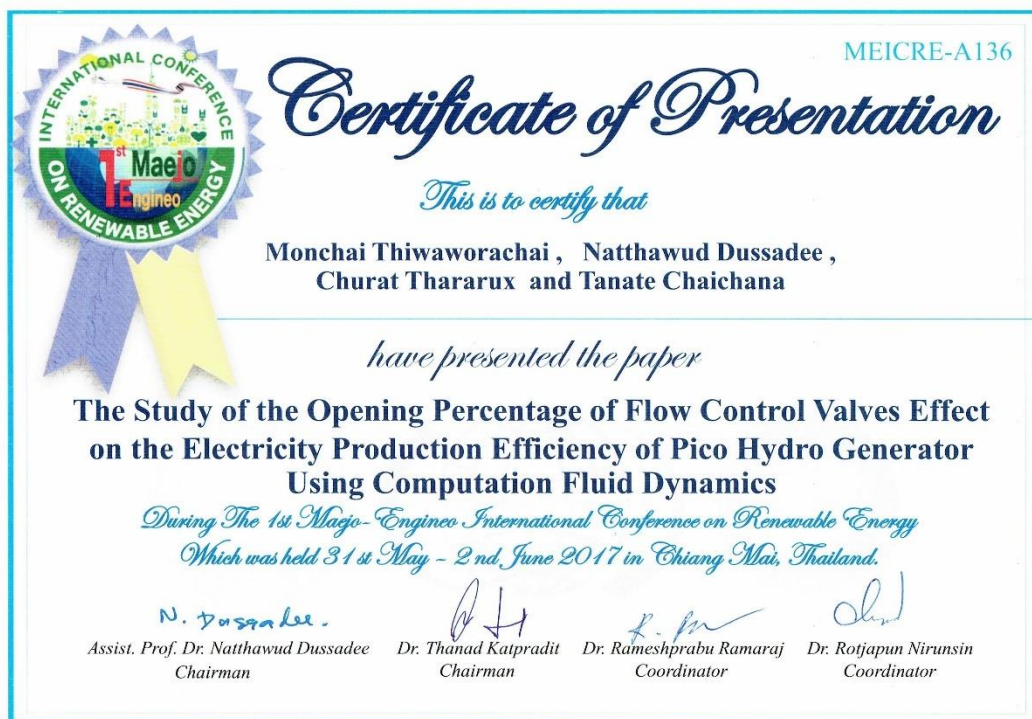 MEICRE-A136
INTERNATIONAL CONFERENCE
ON RENEWABLE ENERGY
1st Maejo
Engineo
Certificate of Presentation
This is to certify that
Monchai Thiwaworachai , Natthawud Dussadee ,
Churat Thararux and Tanate Chaichana
have presented the paper
The Study of the Opening Percentage of Flow Control Valves Effect
on the Electricity Production Efficiency of Pico Hydro Generator
Using Computation Fluid Dynamics
During The 1st Maejo-Engineo International Conference on Renewable Energy
Which was held 31st May - 2nd June 2017 in Chiang Mai, Thailand.
N. Dussadee.
Assist. Prof. Dr. Natthawud Dussadee
Chairman
Dr. Thanad Katpradit
Chairman
Dr. Rameshprabu Ramaraj
Coordinator
Dr. Rotjapun Nirunsin
Coordinator